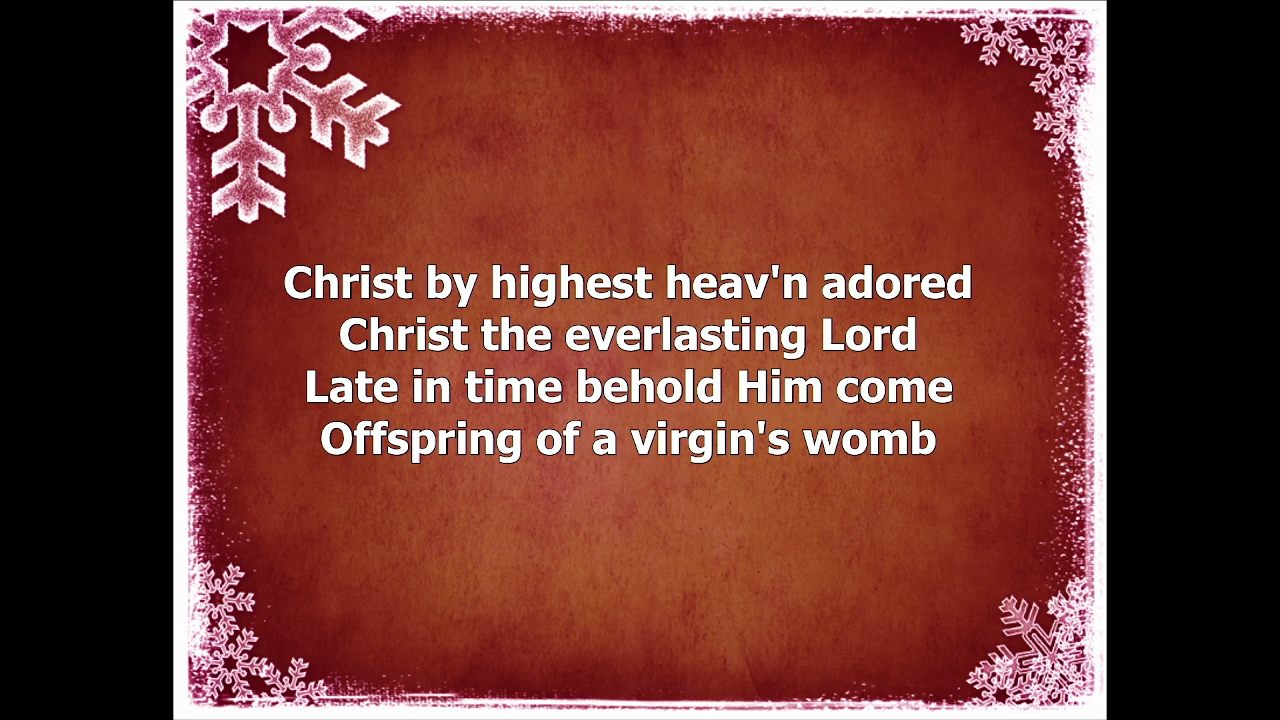 Christ by highest heav'n adored
Christ the everlasting Lord
Late in time behold Him come
Offspring of a virgin's womb